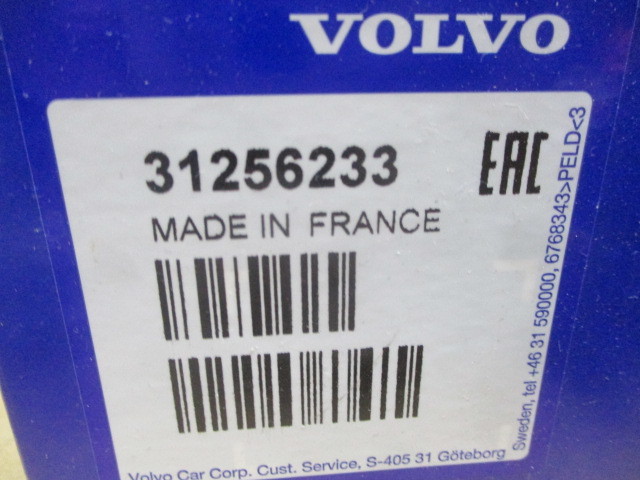 VOLVO
31256233
EAC
MADE IN FRANCE
Volvo Car Corp. Cust. Service, S-405 31 Göteborg
Sweden, tel +46 31 590000, 6768343>PELD<3